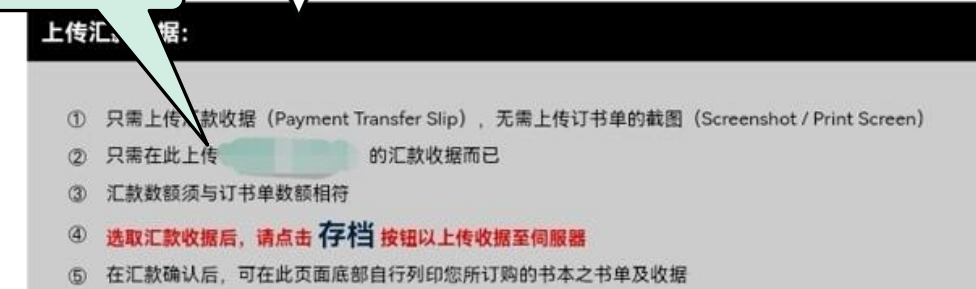 上传汇款收据：
① 只需上传汇款收据（Payment Transfer Slip），无需上传订书单的截图（Screenshot / Print Screen）
② 只需在此上传 的汇款收据而已
③ 汇款数额须与订书单数额相符
④ 选取汇款收据后，请点击 存档 按钮以上传收据至伺服器
⑤ 在汇款确认后，可在此页面底部自行列印您所订购的书本之书单及收据